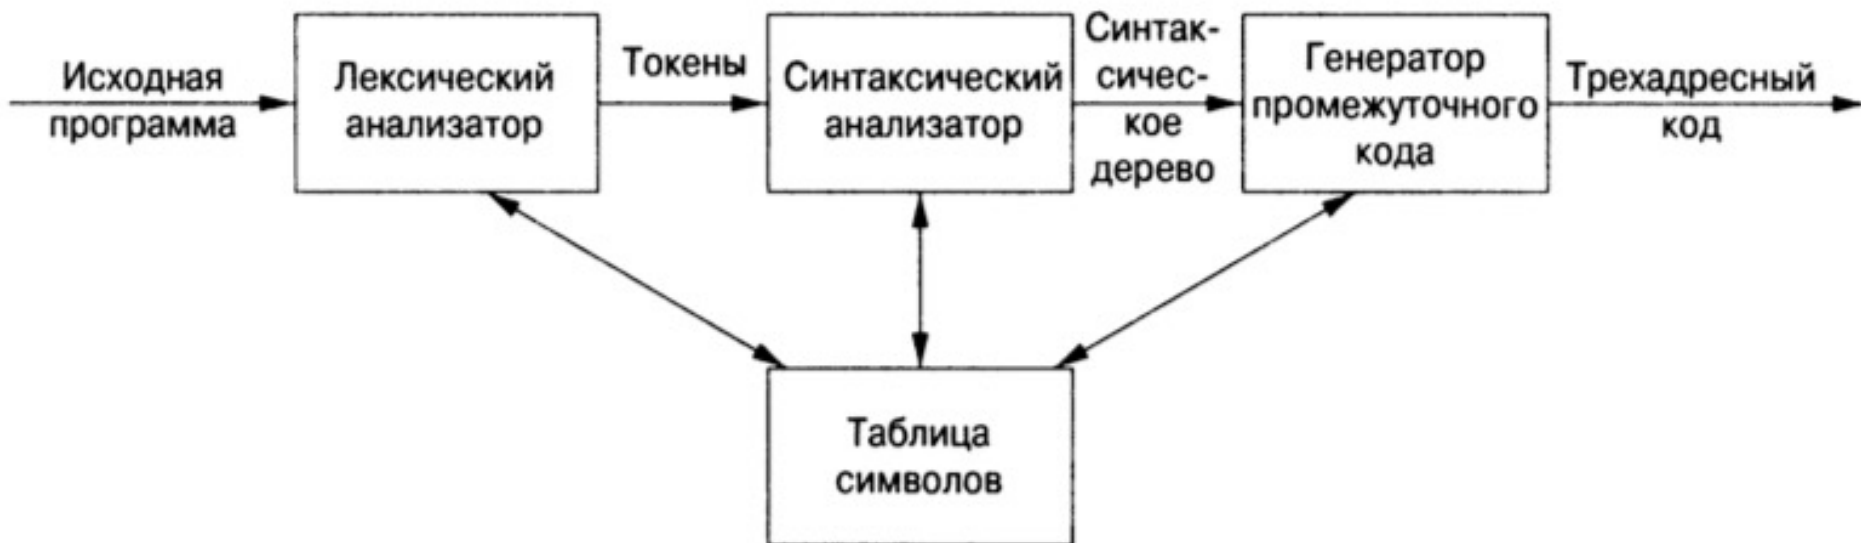 Исходная
программа
Лексический
анализатор
Токены
Синтаксический
анализатор
Синтак-
сичес-
кое
дерево
Генератор
промежуточного
кода
Трехадресный
код
Таблица
символов